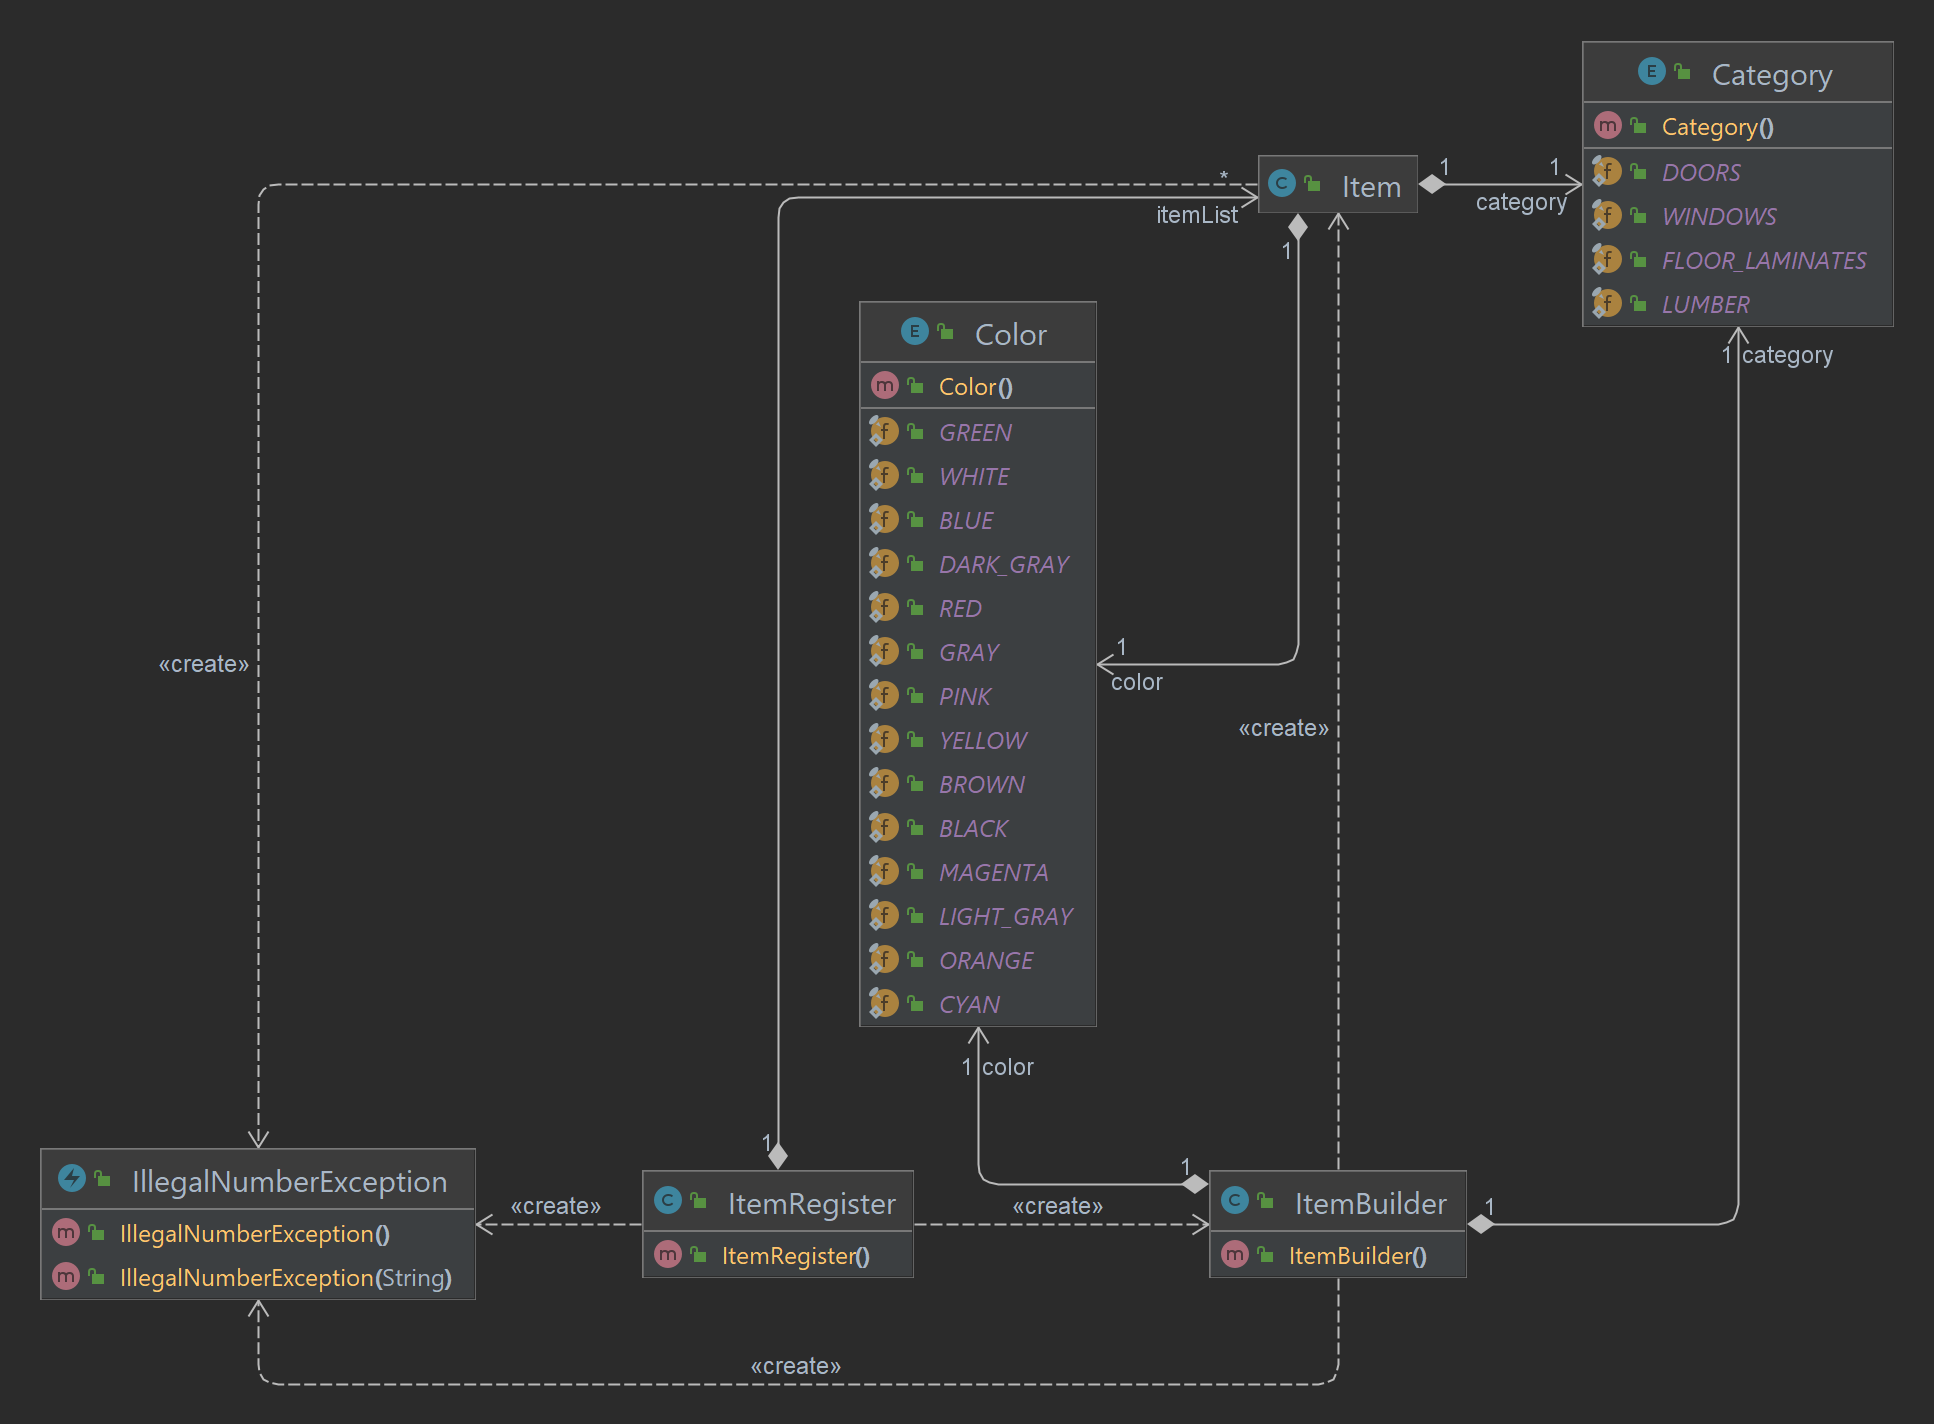 E Category
m Category()
f DOORS
f WINDOWS
f FLOOR_LAMINATES
f LUMBER
C Item
1
1
category
*
itemList
1
E Color
m Color()
f GREEN
f WHITE
f BLUE
f DARK_GRAY
f RED
f GRAY
f PINK
f YELLOW
f BROWN
f BLACK
f MAGENTA
f LIGHT_GRAY
f ORANGE
f CYAN
1 category
1
color
«create»
«create»
1 color
1
1
1
IllegalNumberException
m IllegalNumberException()
m IllegalNumberException(String)
«create»
C ItemRegister
m ItemRegister()
«create»
C ItemBuilder
m ItemBuilder()
«create»